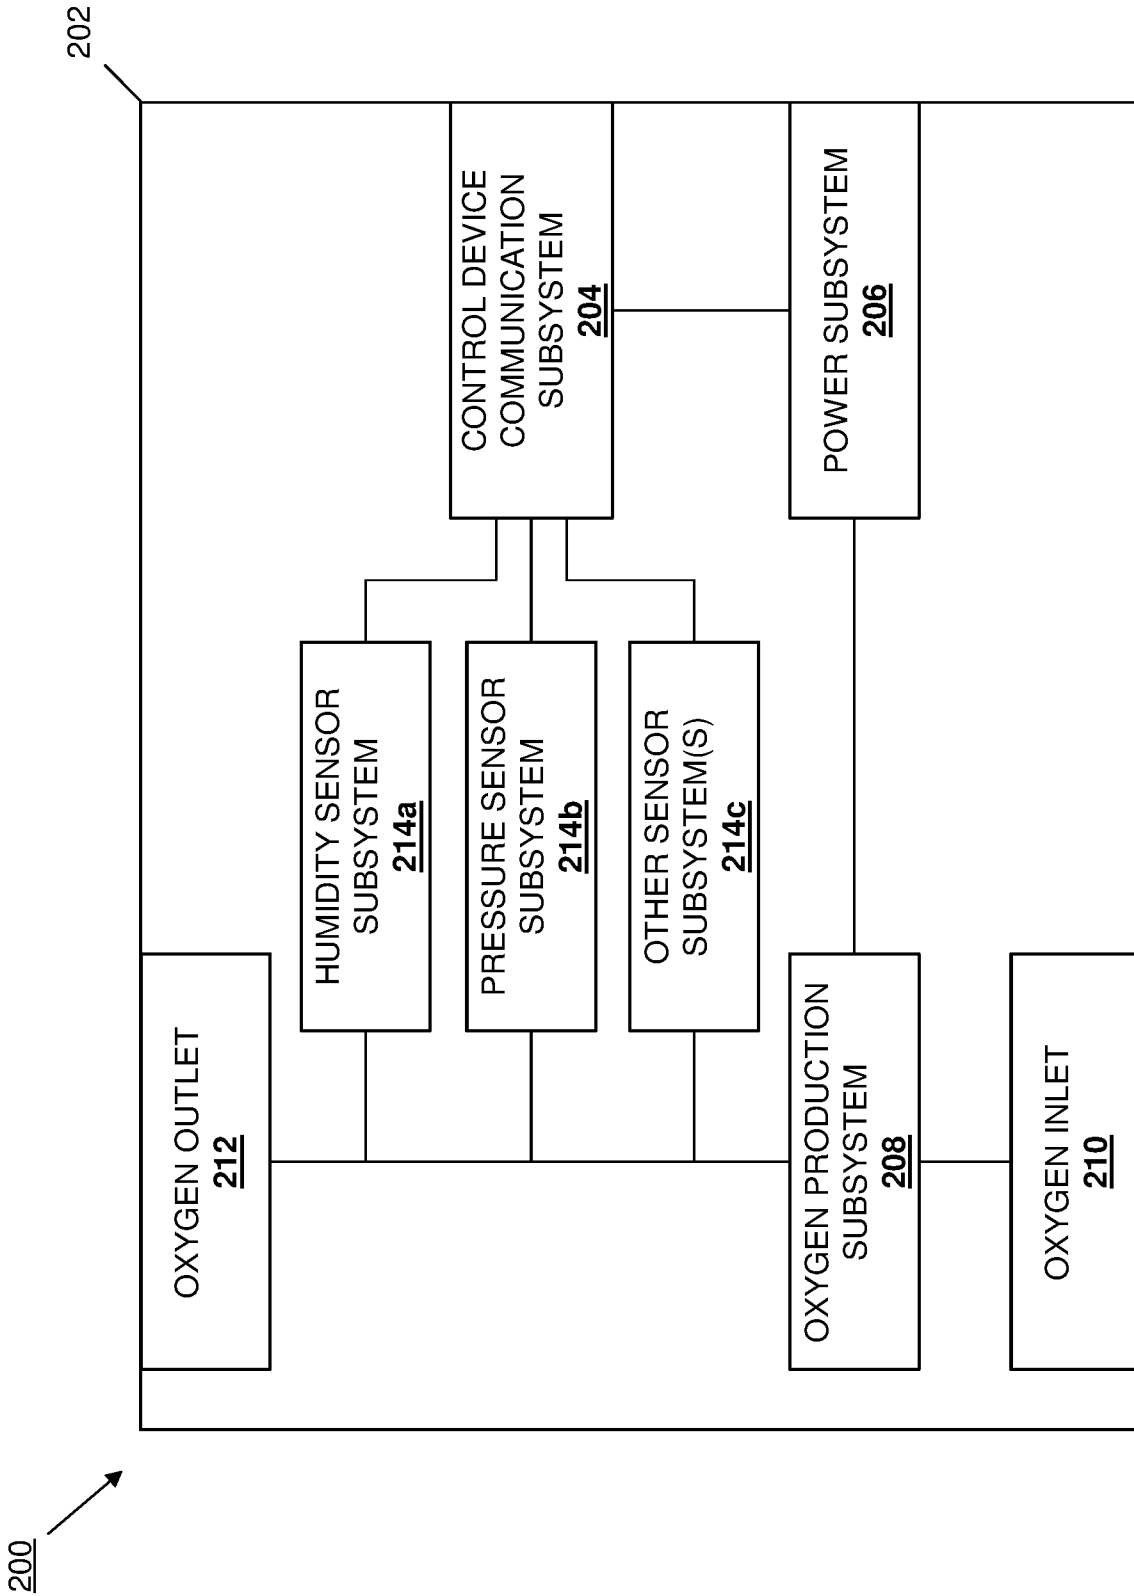 200
202
OXYGEN OUTLET
212
HUMIDITY SENSOR
SUBSYSTEM
214a
PRESSURE SENSOR
SUBSYSTEM
214b
OTHER SENSOR
SUBSYSTEM(S)
214c
CONTROL DEVICE
COMMUNICATION
SUBSYSTEM
204
OXYGEN PRODUCTION
SUBSYSTEM
208
POWER SUBSYSTEM
206
OXYGEN INLET
210